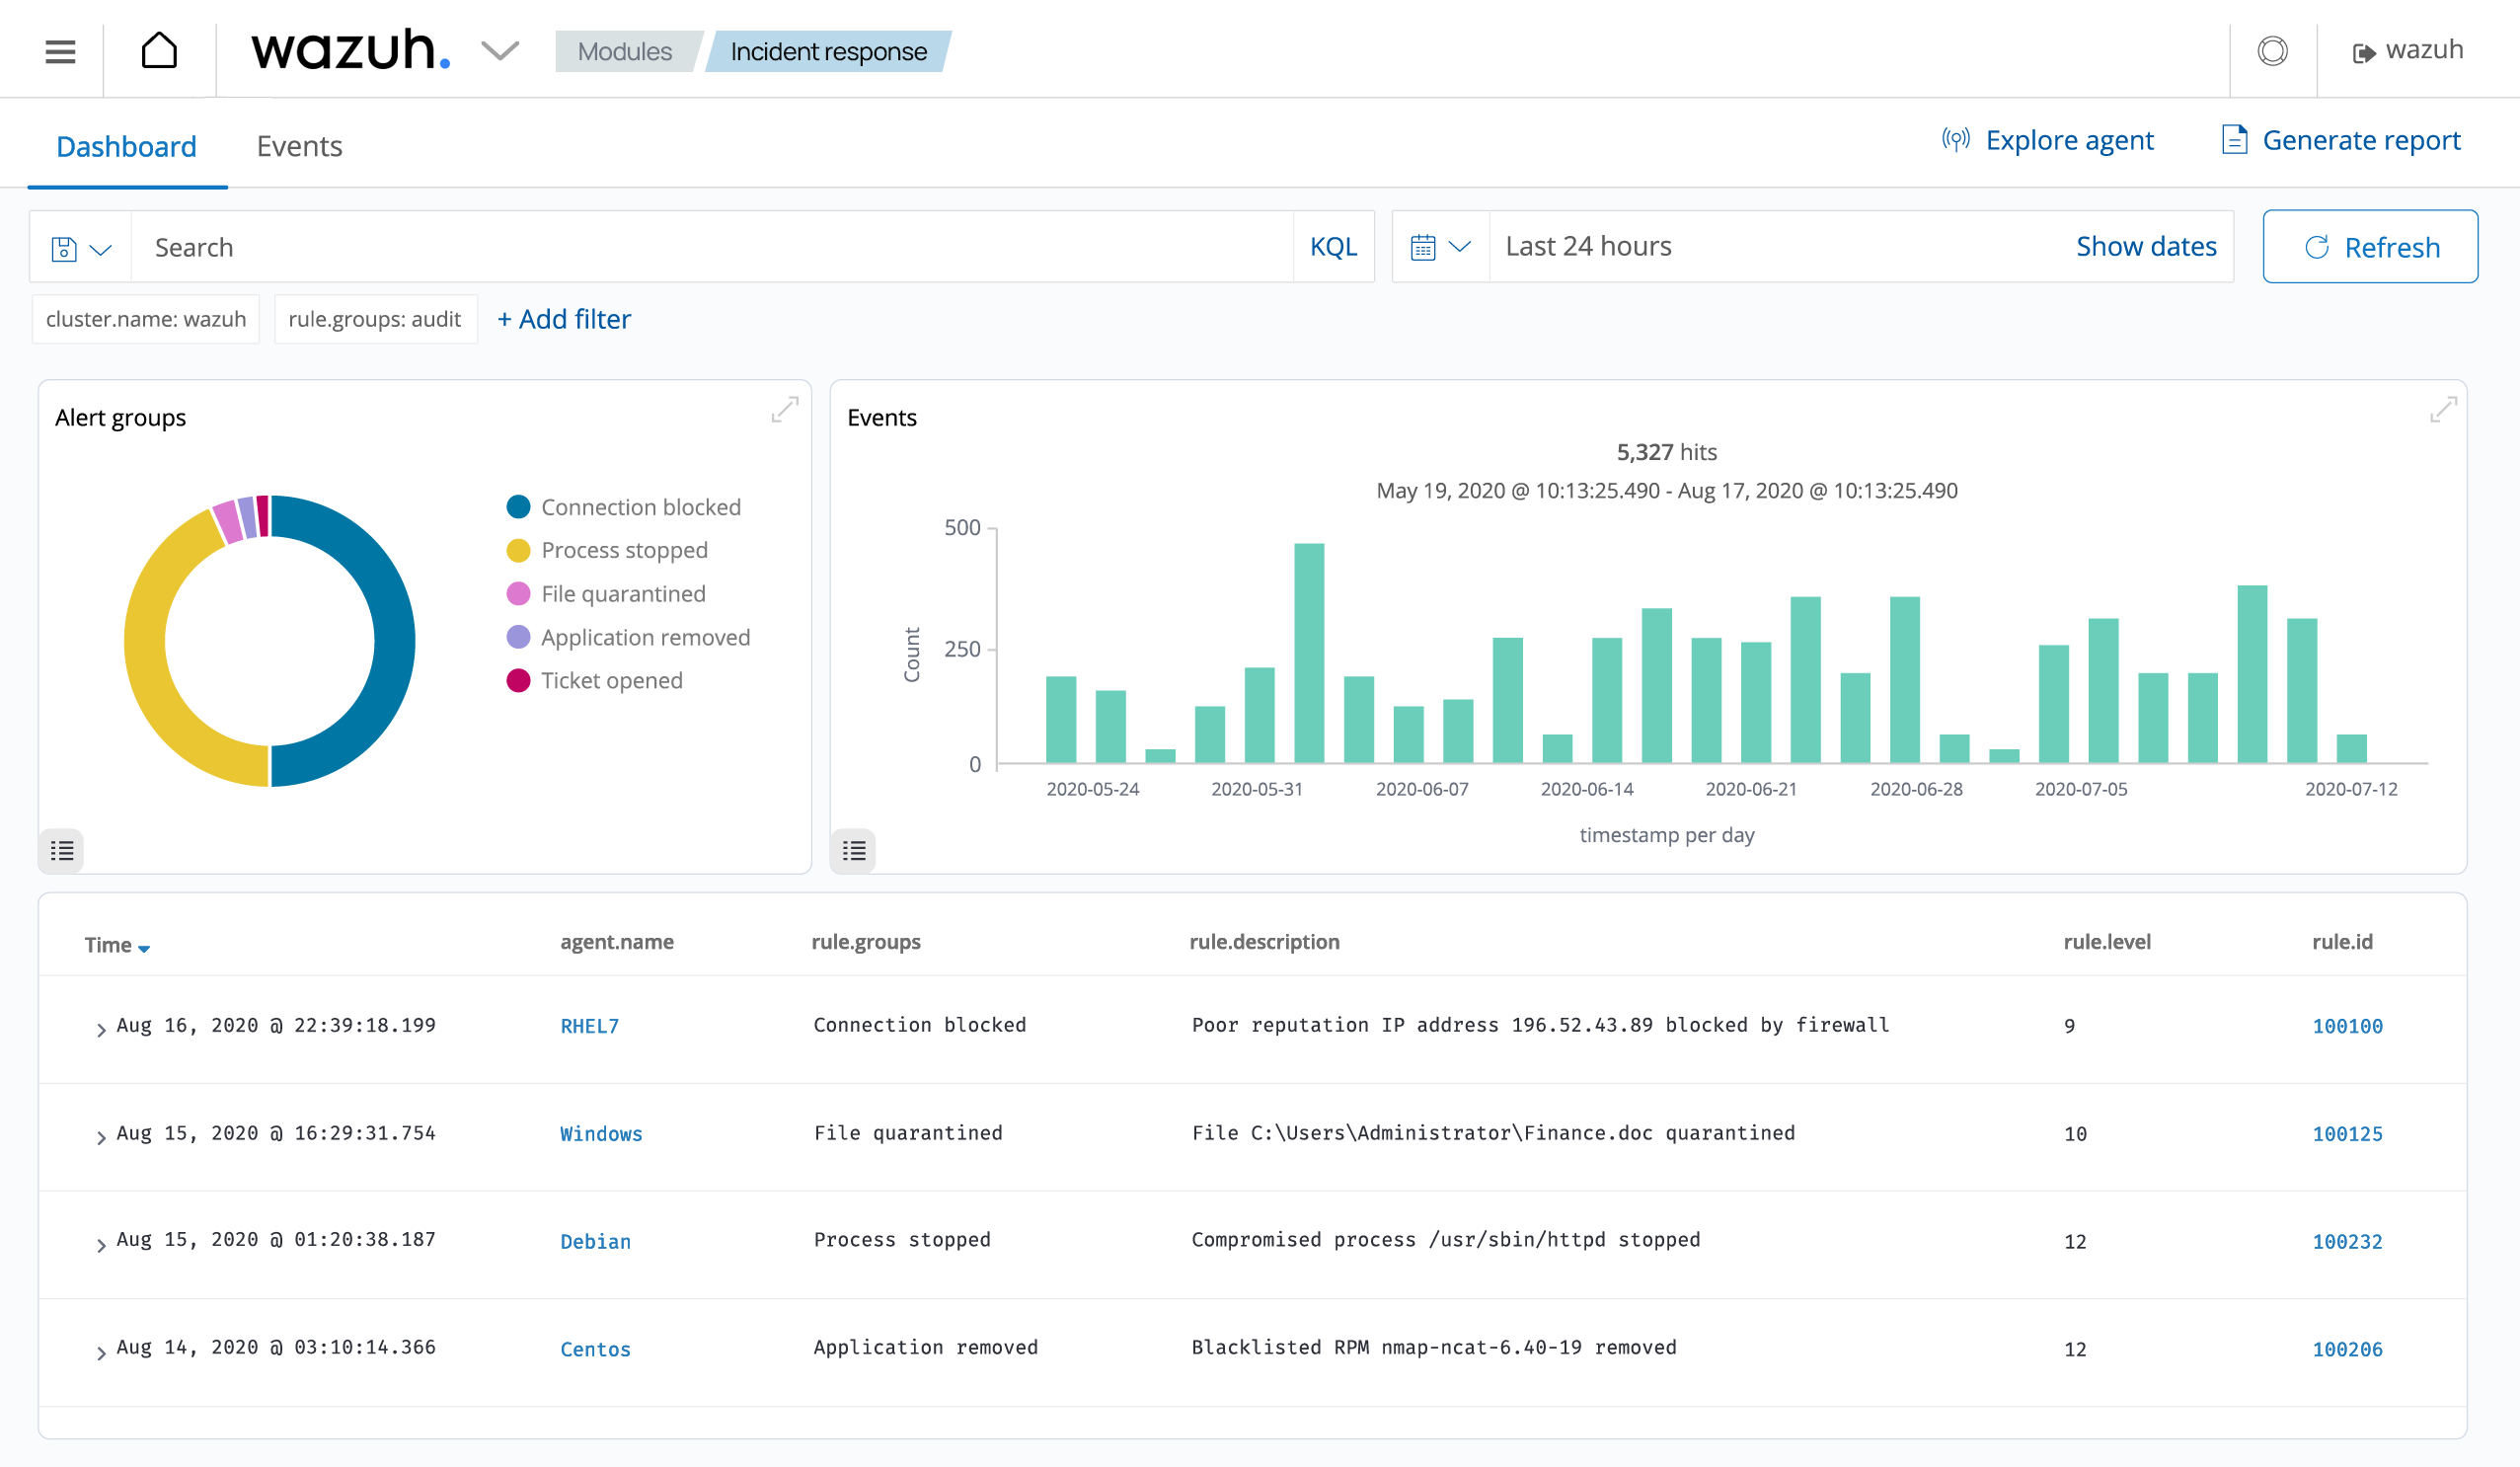 wazuh.
Modules
Incident response
wazuh
Dashboard
Events
Explore agent
Generate report
Search
KQL
Last 24 hours
Show dates
Refresh
cluster.name: wazuh
rule.groups: audit
+ Add filter
Alert groups
Connection blocked
Process stopped
File quarantined
Application removed
Ticket opened
Events
5,327 hits
May 19, 2020 @ 10:13:25.490 - Aug 17, 2020 @ 10:13:25.490
500
250
0
Count
2020-05-24 2020-05-31 2020-06-07 2020-06-14 2020-06-21 2020-06-28 2020-07-05 2020-07-12
timestamp per day
Time agent.name rule.groups rule.description rule.level rule.id
Aug 16, 2020 @ 22:39:18.199 RHEL7 Connection blocked Poor reputation IP address 196.52.43.89 blocked by firewall 9 100100
Aug 15, 2020 @ 16:29:31.754 Windows File quarantined File C:\Users\Administrator\Finance.doc quarantined 10 100125
Aug 15, 2020 @ 01:20:38.187 Debian Process stopped Compromised process /usr/sbin/httpd stopped 12 100232
Aug 14, 2020 @ 03:10:14.366 Centos Application removed Blacklisted RPM nmap-ncat-6.40-19 removed 12 100206